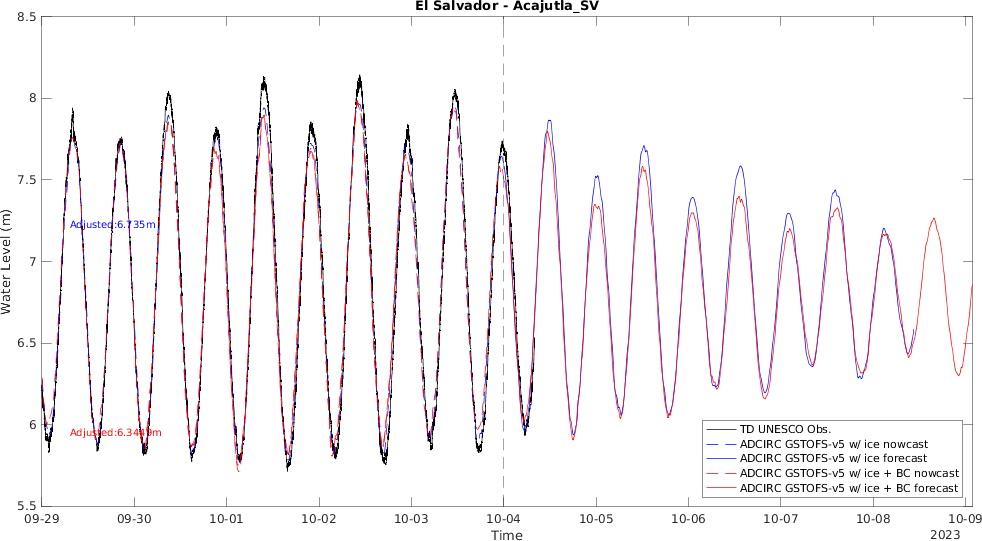 El Salvador - Acajutla_SV
8.5
8
7.5
7
6.5
6
5.5
Water Level (m)
Adjusted:6.735m
Adjusted:6.3449m
TD UNESCO Obs.
ADCIRC GSTOFS-v5 w/ ice nowcast
ADCIRC GSTOFS-v5 w/ ice forecast
ADCIRC GSTOFS-v5 w/ ice + BC nowcast
ADCIRC GSTOFS-v5 w/ ice + BC forecast
09-29 09-30 10-01 10-02 10-03 10-04 10-05 10-06 10-07 10-08 10-09
Time
2023